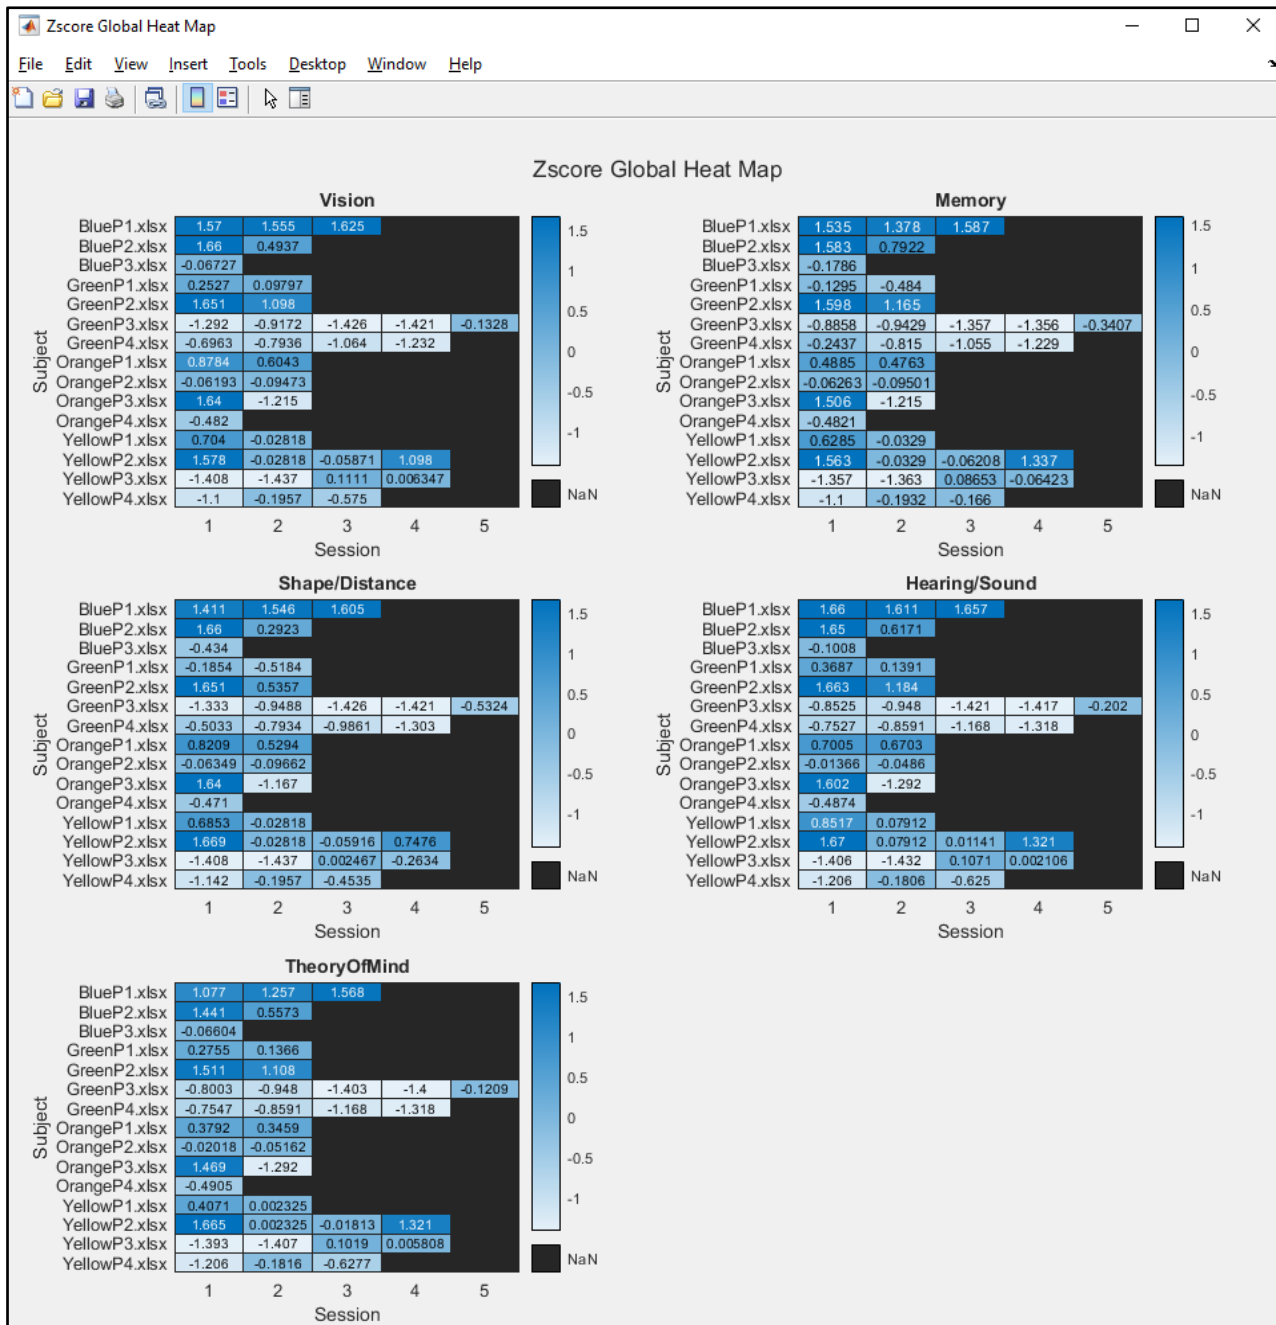 Zscore Global Heat Map
File Edit View Insert Tools Desktop Window Help
Zscore Global Heat Map
Vision
BlueP1.xlsx 1.57 1.555 1.625
BlueP2.xlsx 1.66 0.4937
BlueP3.xlsx -0.06727
GreenP1.xlsx 0.2527 0.09797
GreenP2.xlsx 1.651 1.098
GreenP3.xlsx -1.292 -0.9172 -1.426 -1.421 -0.1328
GreenP4.xlsx -0.6963 -0.7936 -1.064 -1.232
OrangeP1.xlsx 0.8784 0.6043
OrangeP2.xlsx -0.06193 -0.09473
OrangeP3.xlsx 1.64 -1.215
OrangeP4.xlsx -0.482
YellowP1.xlsx 0.704 -0.02818
YellowP2.xlsx 1.578 -0.02818 -0.05871 1.098
YellowP3.xlsx -1.408 -1.437 0.1111 0.006347
YellowP4.xlsx -1.1 -0.1957 -0.575
1 2 3 4 5
Session
Subject
1.5
1
0.5
0
-0.5
-1
NaN
Memory
BlueP1.xlsx 1.535 1.378 1.587
BlueP2.xlsx 1.583 0.7922
BlueP3.xlsx -0.1786
GreenP1.xlsx -0.1295 -0.484
GreenP2.xlsx 1.598 1.165
GreenP3.xlsx -0.8858 -0.9429 -1.357 -1.356 -0.3407
GreenP4.xlsx -0.2437 -0.815 -1.055 -1.229
OrangeP1.xlsx 0.4885 0.4763
OrangeP2.xlsx -0.06263 -0.09501
OrangeP3.xlsx 1.506 -1.215
OrangeP4.xlsx -0.4821
YellowP1.xlsx 0.6285 -0.0329
YellowP2.xlsx 1.563 -0.0329 -0.06208 1.337
YellowP3.xlsx -1.357 -1.363 0.08653 -0.06423
YellowP4.xlsx -1.1 -0.1932 -0.166
1 2 3 4 5
Session
Subject
1.5
1
0.5
0
-0.5
-1
NaN
Shape/Distance
BlueP1.xlsx 1.411 1.546 1.605
BlueP2.xlsx 1.66 0.2923
BlueP3.xlsx -0.434
GreenP1.xlsx -0.1854 -0.5184
GreenP2.xlsx 1.651 0.5357
GreenP3.xlsx -1.333 -0.9488 -1.426 -1.421 -0.5324
GreenP4.xlsx -0.5033 -0.7934 -0.9861 -1.303
OrangeP1.xlsx 0.8209 0.5294
OrangeP2.xlsx -0.06349 -0.09662
OrangeP3.xlsx 1.64 -1.167
OrangeP4.xlsx -0.471
YellowP1.xlsx 0.6853 -0.02818
YellowP2.xlsx 1.669 -0.02818 -0.05916 0.7476
YellowP3.xlsx -1.408 -1.437 0.002467 -0.2634
YellowP4.xlsx -1.142 -0.1957 -0.4535
1 2 3 4 5
Session
Subject
1.5
1
0.5
0
-0.5
-1
NaN
Hearing/Sound
BlueP1.xlsx 1.66 1.611 1.657
BlueP2.xlsx 1.65 0.6171
BlueP3.xlsx -0.1008
GreenP1.xlsx 0.3687 0.1391
GreenP2.xlsx 1.663 1.184
GreenP3.xlsx -0.8525 -0.948 -1.421 -1.417 -0.202
GreenP4.xlsx -0.7527 -0.8591 -1.168 -1.318
OrangeP1.xlsx 0.7005 0.6703
OrangeP2.xlsx -0.01366 -0.0486
OrangeP3.xlsx 1.602 -1.292
OrangeP4.xlsx -0.4874
YellowP1.xlsx 0.8517 0.07912
YellowP2.xlsx 1.67 0.07912 0.01141 1.321
YellowP3.xlsx -1.406 -1.432 0.1071 0.002106
YellowP4.xlsx -1.206 -0.1806 -0.625
1 2 3 4 5
Session
Subject
1.5
1
0.5
0
-0.5
-1
NaN
TheoryOfMind
BlueP1.xlsx 1.077 1.257 1.568
BlueP2.xlsx 1.441 0.5573
BlueP3.xlsx -0.06604
GreenP1.xlsx 0.2755 0.1366
GreenP2.xlsx 1.511 1.108
GreenP3.xlsx -0.8003 -0.948 -1.403 -1.4 -0.1209
GreenP4.xlsx -0.7547 -0.8591 -1.168 -1.318
OrangeP1.xlsx 0.3792 0.3459
OrangeP2.xlsx -0.02018 -0.05162
OrangeP3.xlsx 1.469 -1.292
OrangeP4.xlsx -0.4905
YellowP1.xlsx 0.4071 0.002325
YellowP2.xlsx 1.665 0.002325 -0.01813 1.321
YellowP3.xlsx -1.393 -1.407 0.1019 0.005808
YellowP4.xlsx -1.206 -0.1816 -0.6277
1 2 3 4 5
Session
Subject
1.5
1
0.5
0
-0.5
-1
NaN